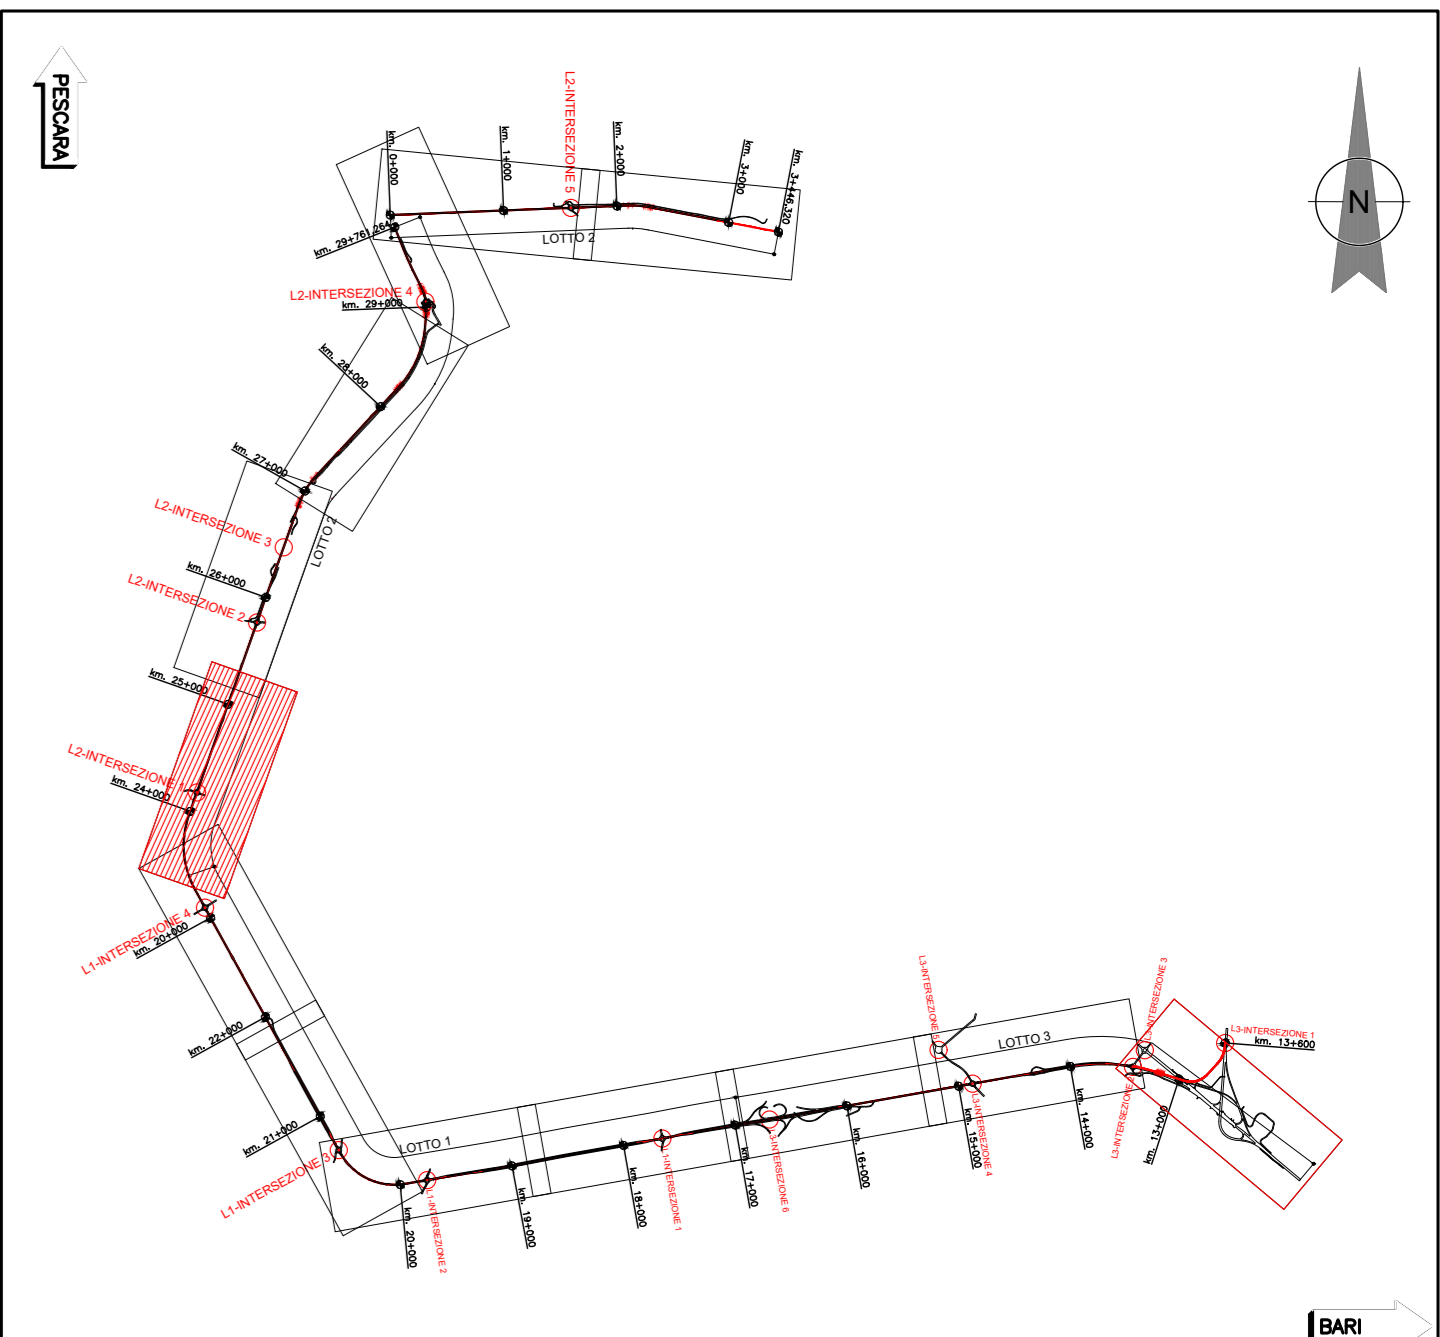 PESCARA
N
L2-INTERSEZIONE 5
km. 0+000
km. 1+000
km. 2+000
km. 3+000
km. 3+446,320
LOTTO 2
km. 29+761,264
L2-INTERSEZIONE 4
km. 29+000
km. 28+000
km. 27+000
L2-INTERSEZIONE 3
LOTTO 2
km. 26+000
L2-INTERSEZIONE 2
km. 25+000
L2-INTERSEZIONE 1
km. 24+000
L1-INTERSEZIONE 4
km. 20+000
km. 22+000
km. 21+000
L1-INTERSEZIONE 3
LOTTO 1
km. 20+000
L1-INTERSEZIONE 2
km. 19+000
km. 18+000
L1-INTERSEZIONE 1
km. 17+000
L3-INTERSEZIONE 6
km. 16+000
L3-INTERSEZIONE 5
km. 15+000
L3-INTERSEZIONE 4
LOTTO 3
km. 14+000
L3-INTERSEZIONE 3
L3-INTERSEZIONE 2
km. 13+000
L3-INTERSEZIONE 1
km. 13+600
BARI